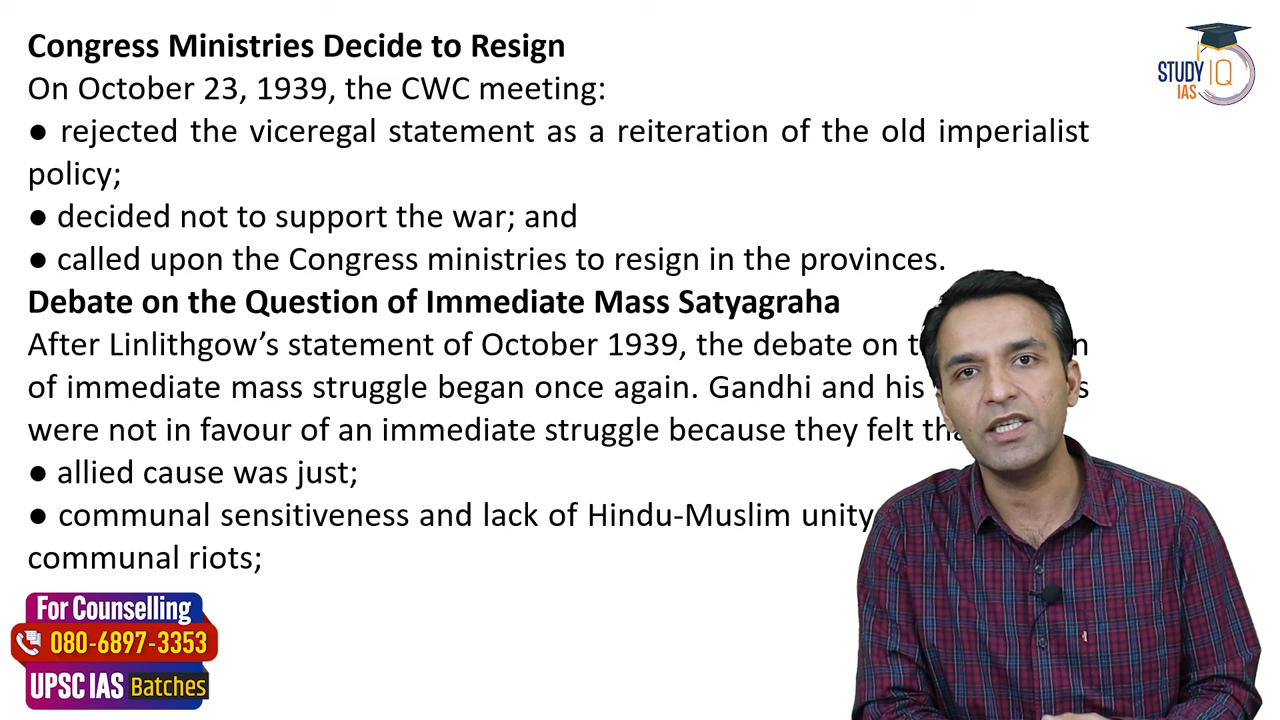 Congress Ministries Decide to Resign
On October 23, 1939, the CWC meeting:
● rejected the viceregal statement as a reiteration of the old imperialist
policy;
● decided not to support the war; and
● called upon the Congress ministries to resign in the provinces.
Debate on the Question of Immediate Mass Satyagraha
After Linlithgow’s statement of October 1939, the debate on
of immediate mass struggle began once again. Gandhi and his
were not in favour of an immediate struggle because they felt
● allied cause was just;
● communal sensitiveness and lack of Hindu-Muslim unity
communal riots;
STUDY IQ
IAS
For Counselling
080-6897-3353
UPSC IAS Batches